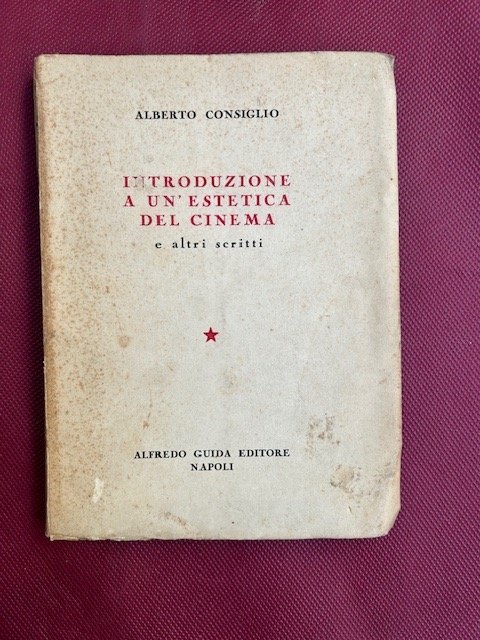 ALBERTO CONSIGLIO
INTRODUZIONE
A UN'ESTETICA
DEL CINEMA
e altri scritti
ALFREDO GUIDA EDITORE
NAPOLI